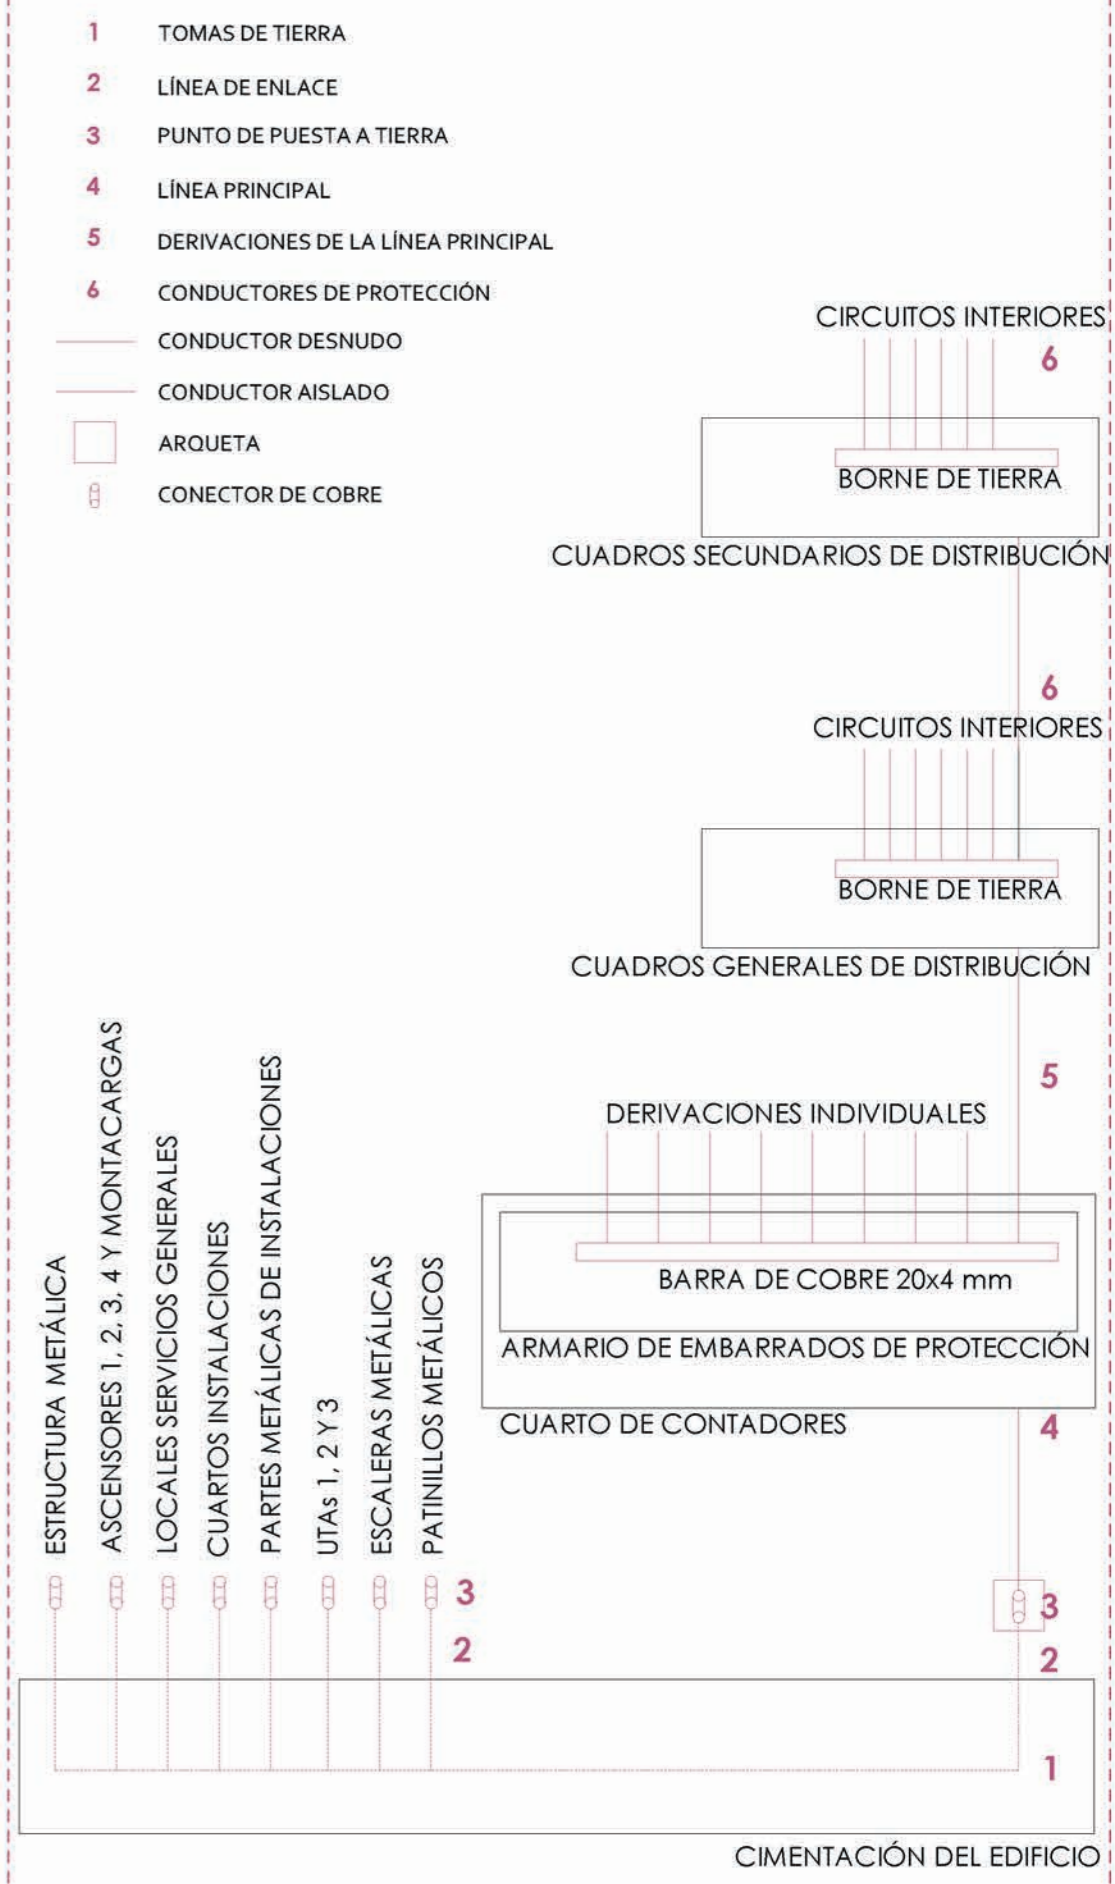 1 TOMAS DE TIERRA
2 LÍNEA DE ENLACE
3 PUNTO DE PUESTA A TIERRA
4 LÍNEA PRINCIPAL
5 DERIVACIONES DE LA LÍNEA PRINCIPAL
6 CONDUCTORES DE PROTECCIÓN
CONDUCTOR DESNUDO
CONDUCTOR AISLADO
ARQUETA
CONECTOR DE COBRE
CIRCUITOS INTERIORES
6
BORNE DE TIERRA
CUADROS SECUNDARIOS DE DISTRIBUCIÓN
6
CIRCUITOS INTERIORES
BORNE DE TIERRA
CUADROS GENERALES DE DISTRIBUCIÓN
5
DERIVACIONES INDIVIDUALES
BARRA DE COBRE 20x4 mm
ARMARIO DE EMBARRADOS DE PROTECCIÓN
CUARTO DE CONTADORES
4
ESTRUCTURA METÁLICA
ASCENSORES 1, 2, 3, 4 Y MONTACARGAS
LOCALES SERVICIOS GENERALES
CUARTOS INSTALACIONES
PARTES METÁLICAS DE INSTALACIONES
UTAs 1, 2 Y 3
ESCALERAS METÁLICAS
PATINILLOS METÁLICOS
3
2
3
2
1
CIMENTACIÓN DEL EDIFICIO